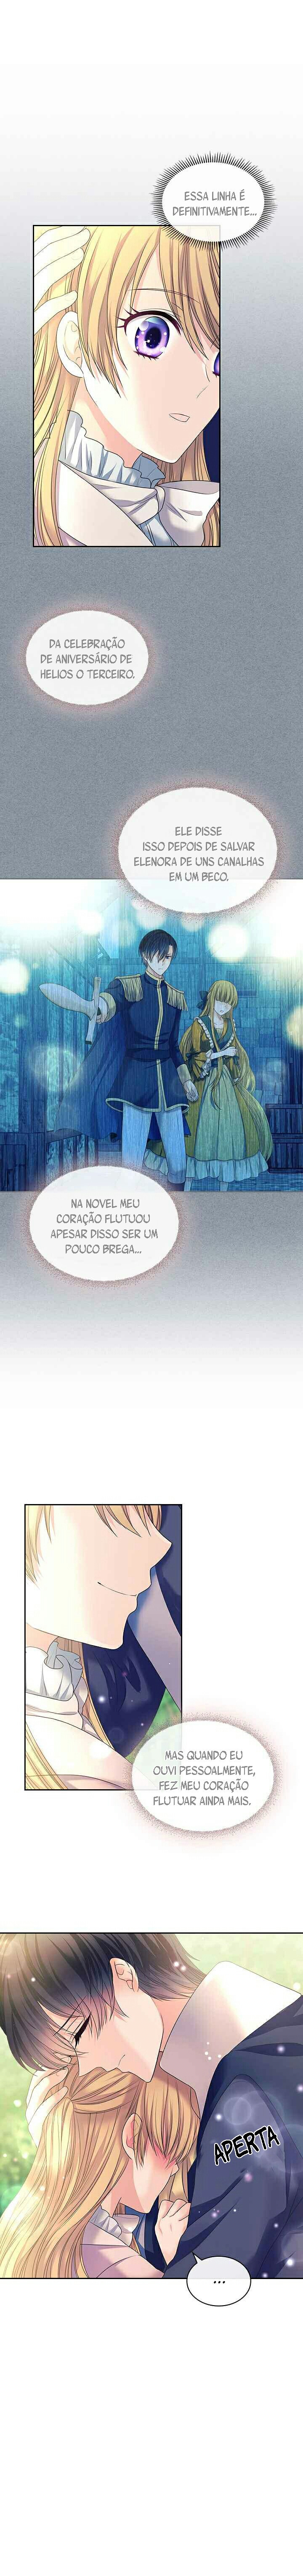 ESSA LINHA É
DEFINITIVAMENTE...
DA CELEBRAÇÃO
DE ANIVERSÁRIO DE
HELIOS O TERCEIRO.
ELE DISSE
ISSO DEPOIS DE SALVAR
ELENORA DE UNS CANALHAS
EM UM BECO.
NA NOVEL MEU
CORAÇÃO FLUTUOU
APESAR DISSO SER UM
POUCO BREGA...
MAS QUANDO EU
OUVI PESSOALMENTE,
FEZ MEU CORAÇÃO
FLUTUAR AINDA MAIS.
APERTA
...